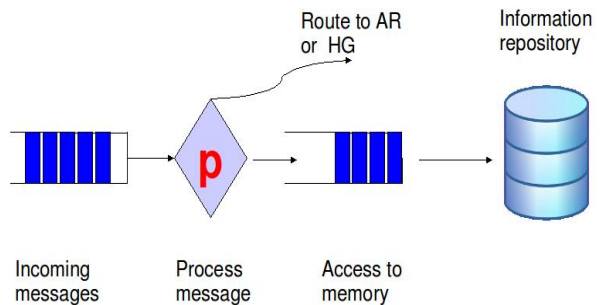 Route to AR
or HG
Information
repository
p
Incoming
messages
Process
message
Access to
memory